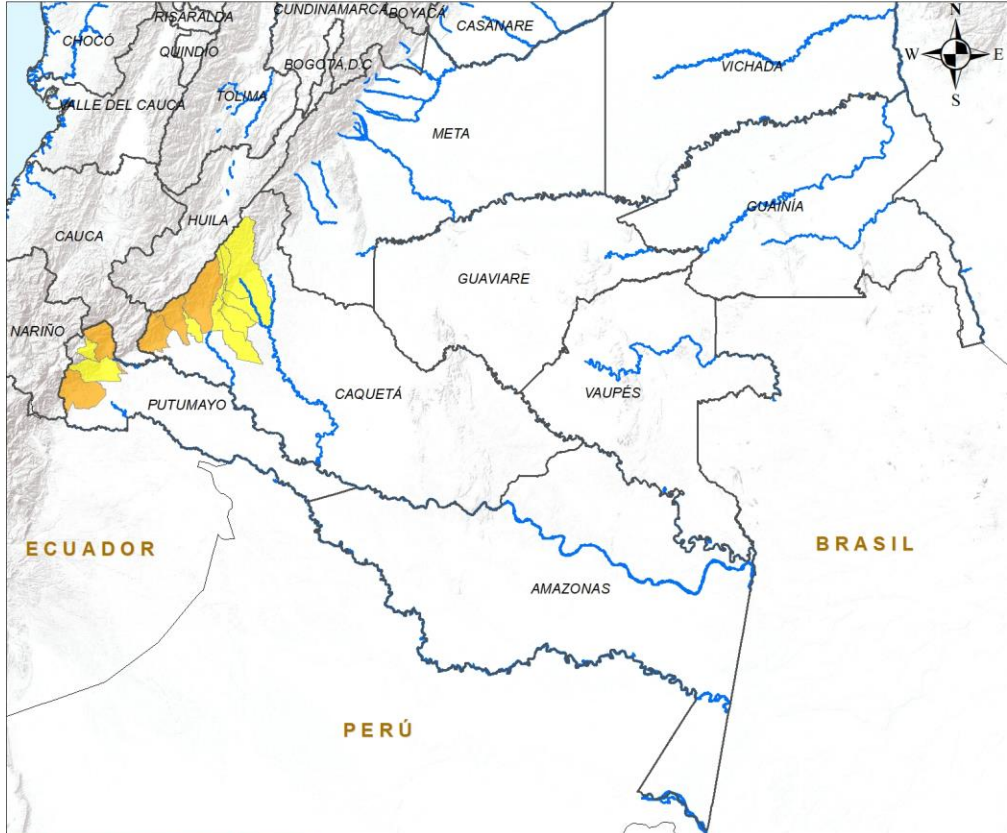 RISARALDA
CUNDINAMARCA
BOYACÁ
CASANARE
N
CHOCÓ
QUINDIO
BOGOTÁ,D.C
W
E
VICHADA
TOLIMA
S
VALLE DEL CAUCA
META
GUAINÍA
HUILA
CAUCA
GUAVIARE
NARIÑO
CAQUETÁ
VAUPÉS
PUTUMAYO
ECUADOR
BRASIL
AMAZONAS
PERÚ